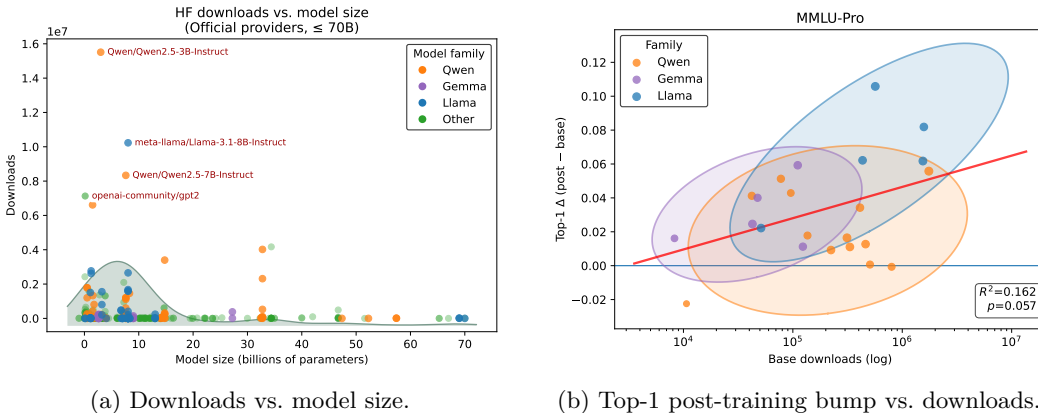 HF downloads vs. model size
(Official providers, ≤ 70B)
1e7
1.6
1.4
1.2
1.0
0.8
0.6
0.4
0.2
0.0
Downloads
Qwen/Qwen2.5-3B-Instruct
meta-llama/Llama-3.1-8B-Instruct
Qwen/Qwen2.5-7B-Instruct
openai-community/gpt2
Model family
Qwen
Gemma
Llama
Other
0 10 20 30 40 50 60 70
Model size (billions of parameters)
(a) Downloads vs. model size.
MMLU-Pro
0.12
0.10
0.08
0.06
0.04
0.02
0.00
−0.02
Top-1 Δ (post − base)
Family
Qwen
Gemma
Llama
R²=0.162
p=0.057
10⁴ 10⁵ 10⁶ 10⁷
Base downloads (log)
(b) Top-1 post-training bump vs. downloads.